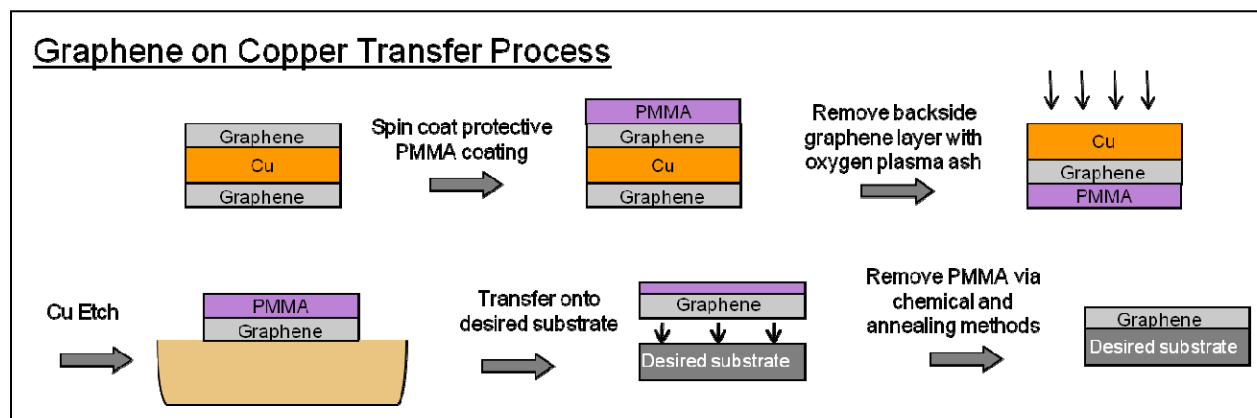 Graphene on Copper Transfer Process
Graphene
Cu
Graphene
Spin coat protective
PMMA coating
PMMA
Graphene
Cu
Graphene
Remove backside
graphene layer with
oxygen plasma ash
Cu
Graphene
PMMA
Cu Etch
PMMA
Graphene
Transfer onto
desired substrate
Graphene
Desired substrate
Remove PMMA via
chemical and
annealing methods
Graphene
Desired substrate